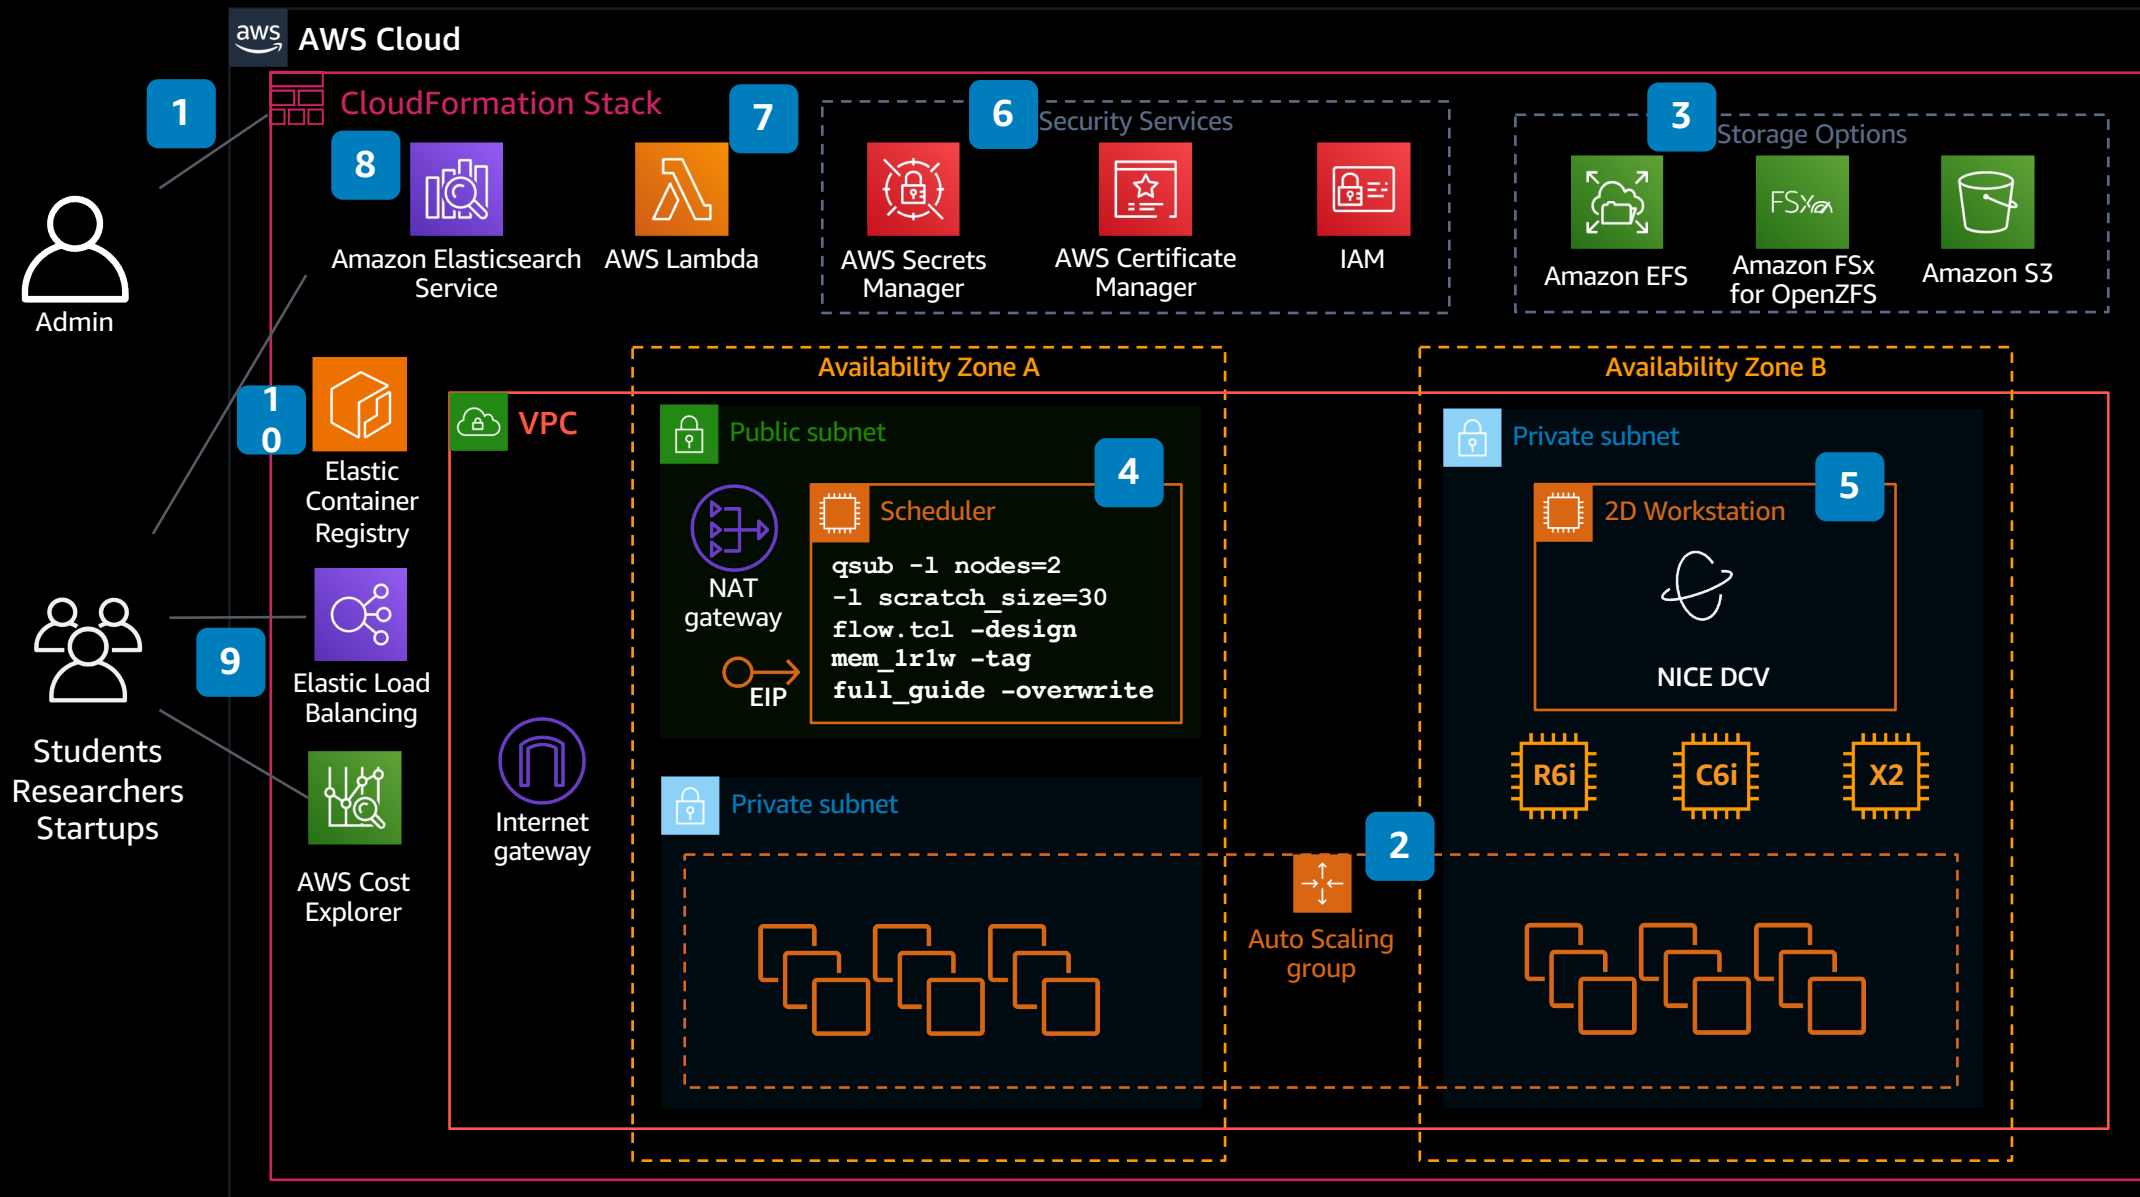 aws
AWS Cloud
1
CloudFormation Stack
7
6
Security Services
3
Storage Options
8
Amazon Elasticsearch
Service
AWS Lambda
AWS Secrets
Manager
AWS Certificate
Manager
IAM
Amazon EFS
FSx
Amazon FSx
for OpenZFS
Amazon S3
Admin
10
Elastic
Container
Registry
VPC
Availability Zone A
Availability Zone B
Public subnet
4
Private subnet
5
NAT
gateway
EIP
Scheduler
qsub -l nodes=2
-l scratch_size=30
flow.tcl –design
mem_1r1w –tag
full_guide –overwrite
2D Workstation
NICE DCV
R6i
C6i
X2
9
Elastic Load
Balancing
Students
Researchers
Startups
AWS Cost
Explorer
Internet
gateway
Private subnet
2
Auto Scaling
group